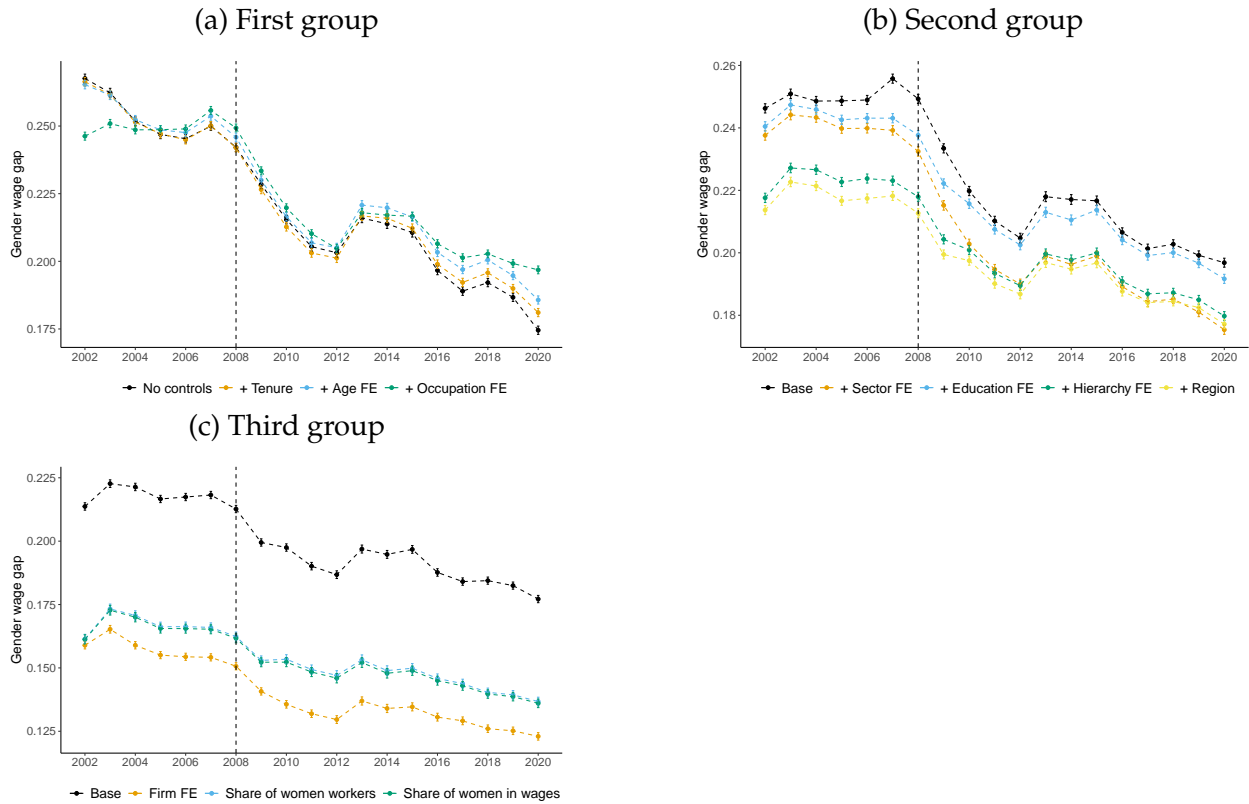 (a) First group
Gender wage gap
0.250
0.225
0.200
0.175
2002 2004 2006 2008 2010 2012 2014 2016 2018 2020
No controls + Tenure + Age FE + Occupation FE
(b) Second group
Gender wage gap
0.26
0.24
0.22
0.20
0.18
2002 2004 2006 2008 2010 2012 2014 2016 2018 2020
Base + Sector FE + Education FE + Hierarchy FE + Region
(c) Third group
Gender wage gap
0.225
0.200
0.175
0.150
0.125
2002 2004 2006 2008 2010 2012 2014 2016 2018 2020
Base Firm FE Share of women workers Share of women in wages